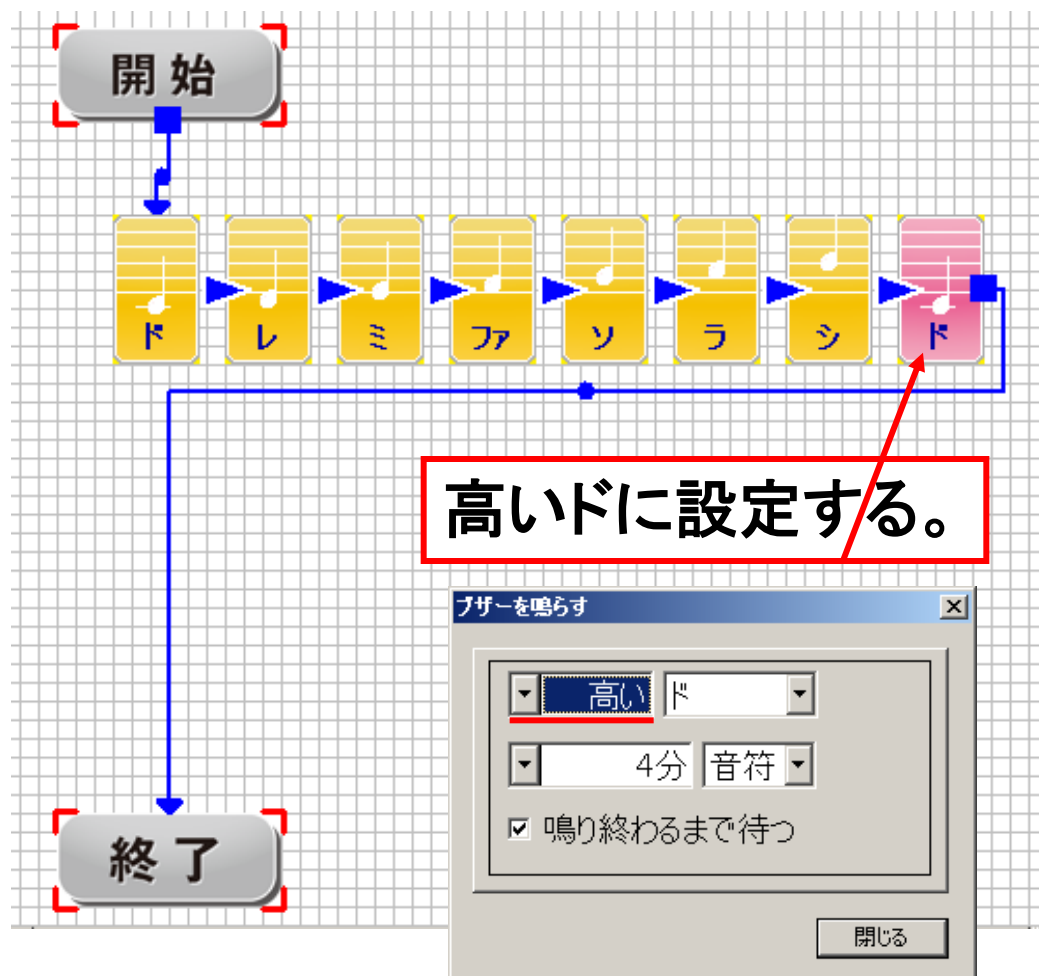 開始
ド レ ミ ファ ソ ラ シ ド
高いドに設定する。
ブザーを鳴らす
高い ド
4分 音符
鳴り終わるまで待つ
閉じる
終了